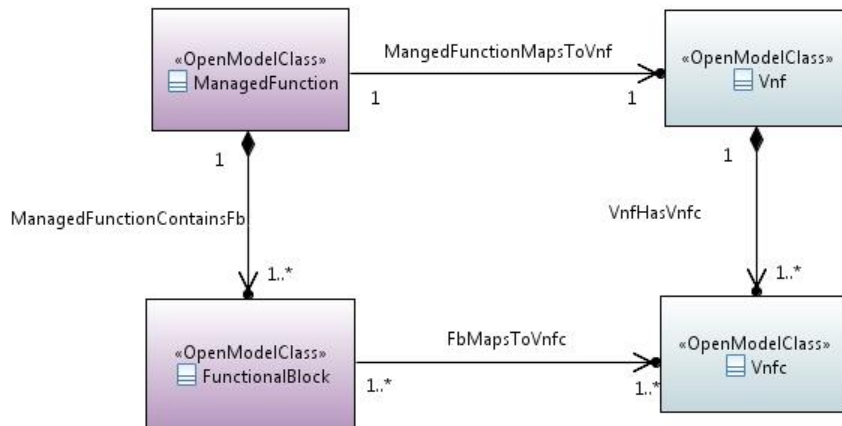 «OpenModelClass»
ManagedFunction
MangedFunctionMapsToVnf
1
1
«OpenModelClass»
Vnf
1
1
ManagedFunctionContainsFb
VnfHasVnfc
1..*
1..*
«OpenModelClass»
FunctionalBlock
FbMapsToVnfc
1..*
1..*
«OpenModelClass»
Vnfc